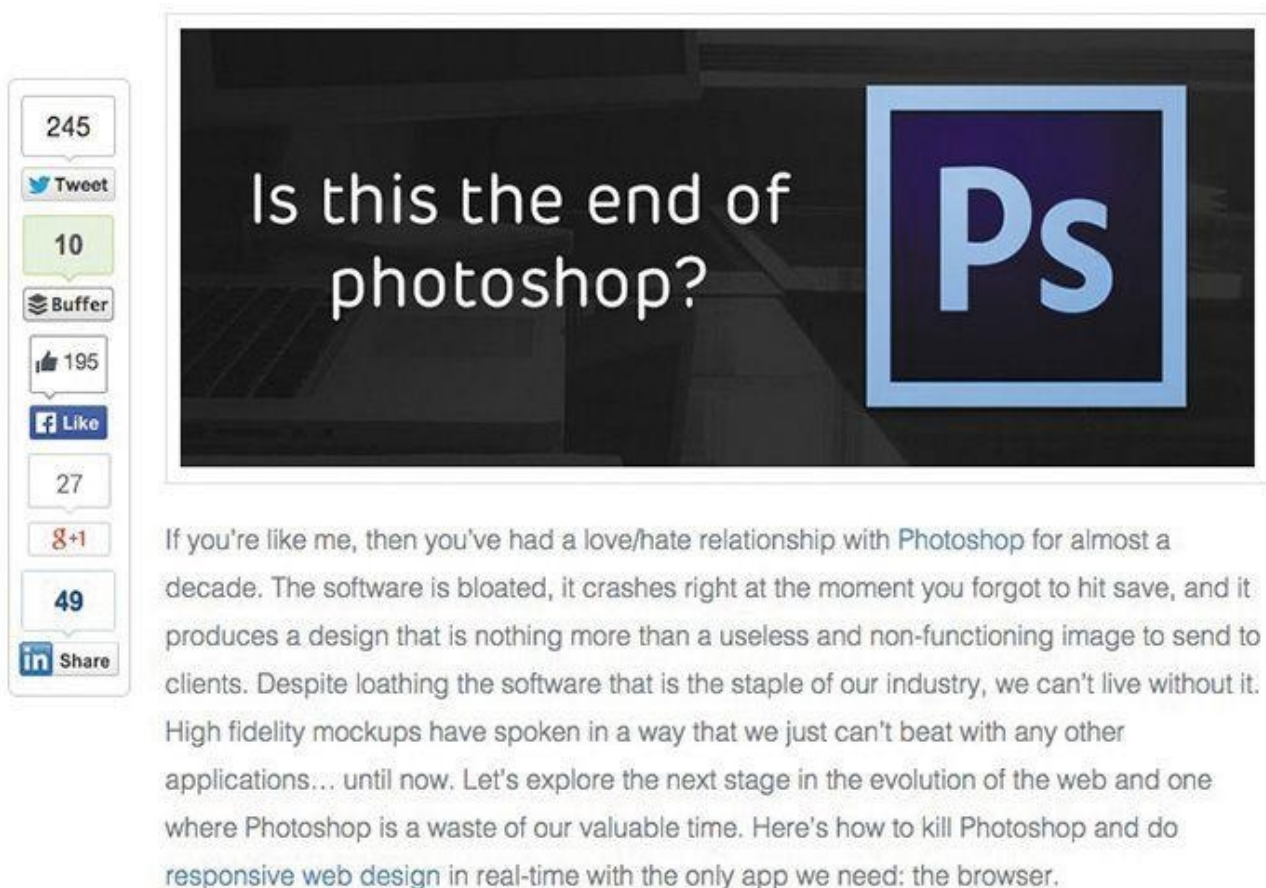 245
Tweet
10
Buffer
195
Like
27
g+1
49
in Share
Is this the end of
photoshop?
Ps
If you're like me, then you've had a love/hate relationship with Photoshop for almost a
decade. The software is bloated, it crashes right at the moment you forgot to hit save, and it
produces a design that is nothing more than a useless and non-functioning image to send to
clients. Despite loathing the software that is the staple of our industry, we can't live without it.
High fidelity mockups have spoken in a way that we just can't beat with any other
applications… until now. Let's explore the next stage in the evolution of the web and one
where Photoshop is a waste of our valuable time. Here's how to kill Photoshop and do
responsive web design in real-time with the only app we need: the browser.